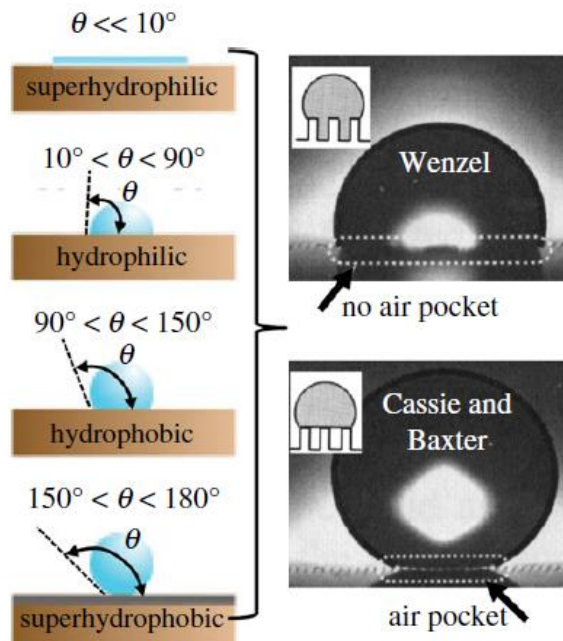 θ << 10°
superhydrophilic
10° < θ < 90°
θ
hydrophilic
90° < θ < 150°
θ
hydrophobic
150° < θ < 180°
θ
superhydrophobic
Wenzel
no air pocket
Cassie and
Baxter
air pocket